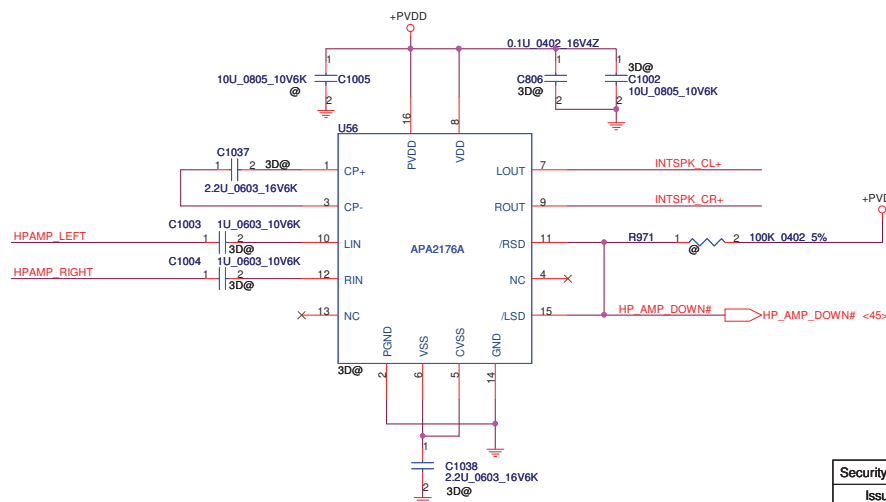 +PVDD
0.1U_0402_16V4Z
1
10U_0805_10V6K
C1005
@
2
1
C806
3D@
2
1
3D@
C1002
10U_0805_10V6K
2
U56
16
8
PVDD
VDD
C1037
1
2
3D@
2.2U_0603_16V6K
1
CP+
3
CP-
LOUT
7
INTSPK_CL+
ROUT
9
INTSPK_CR+
+PVD
HPAMP_LEFT
C1003
1U_0603_10V6K
1
2
3D@
10
LIN
APA2176A
/RSD
11
R971
1
2
100K_0402_5%
@
HPAMP_RIGHT
C1004
1U_0603_10V6K
1
2
3D@
12
RIN
NC
4
13
NC
/LSD
15
HP_AMP_DOWN#
HP_AMP_DOWN# <45>
PGND
VSS
CVSS
GND
3D@
2
6
5
14
1
C1038
2.2U_0603_16V6K
2
3D@
Security
Issu